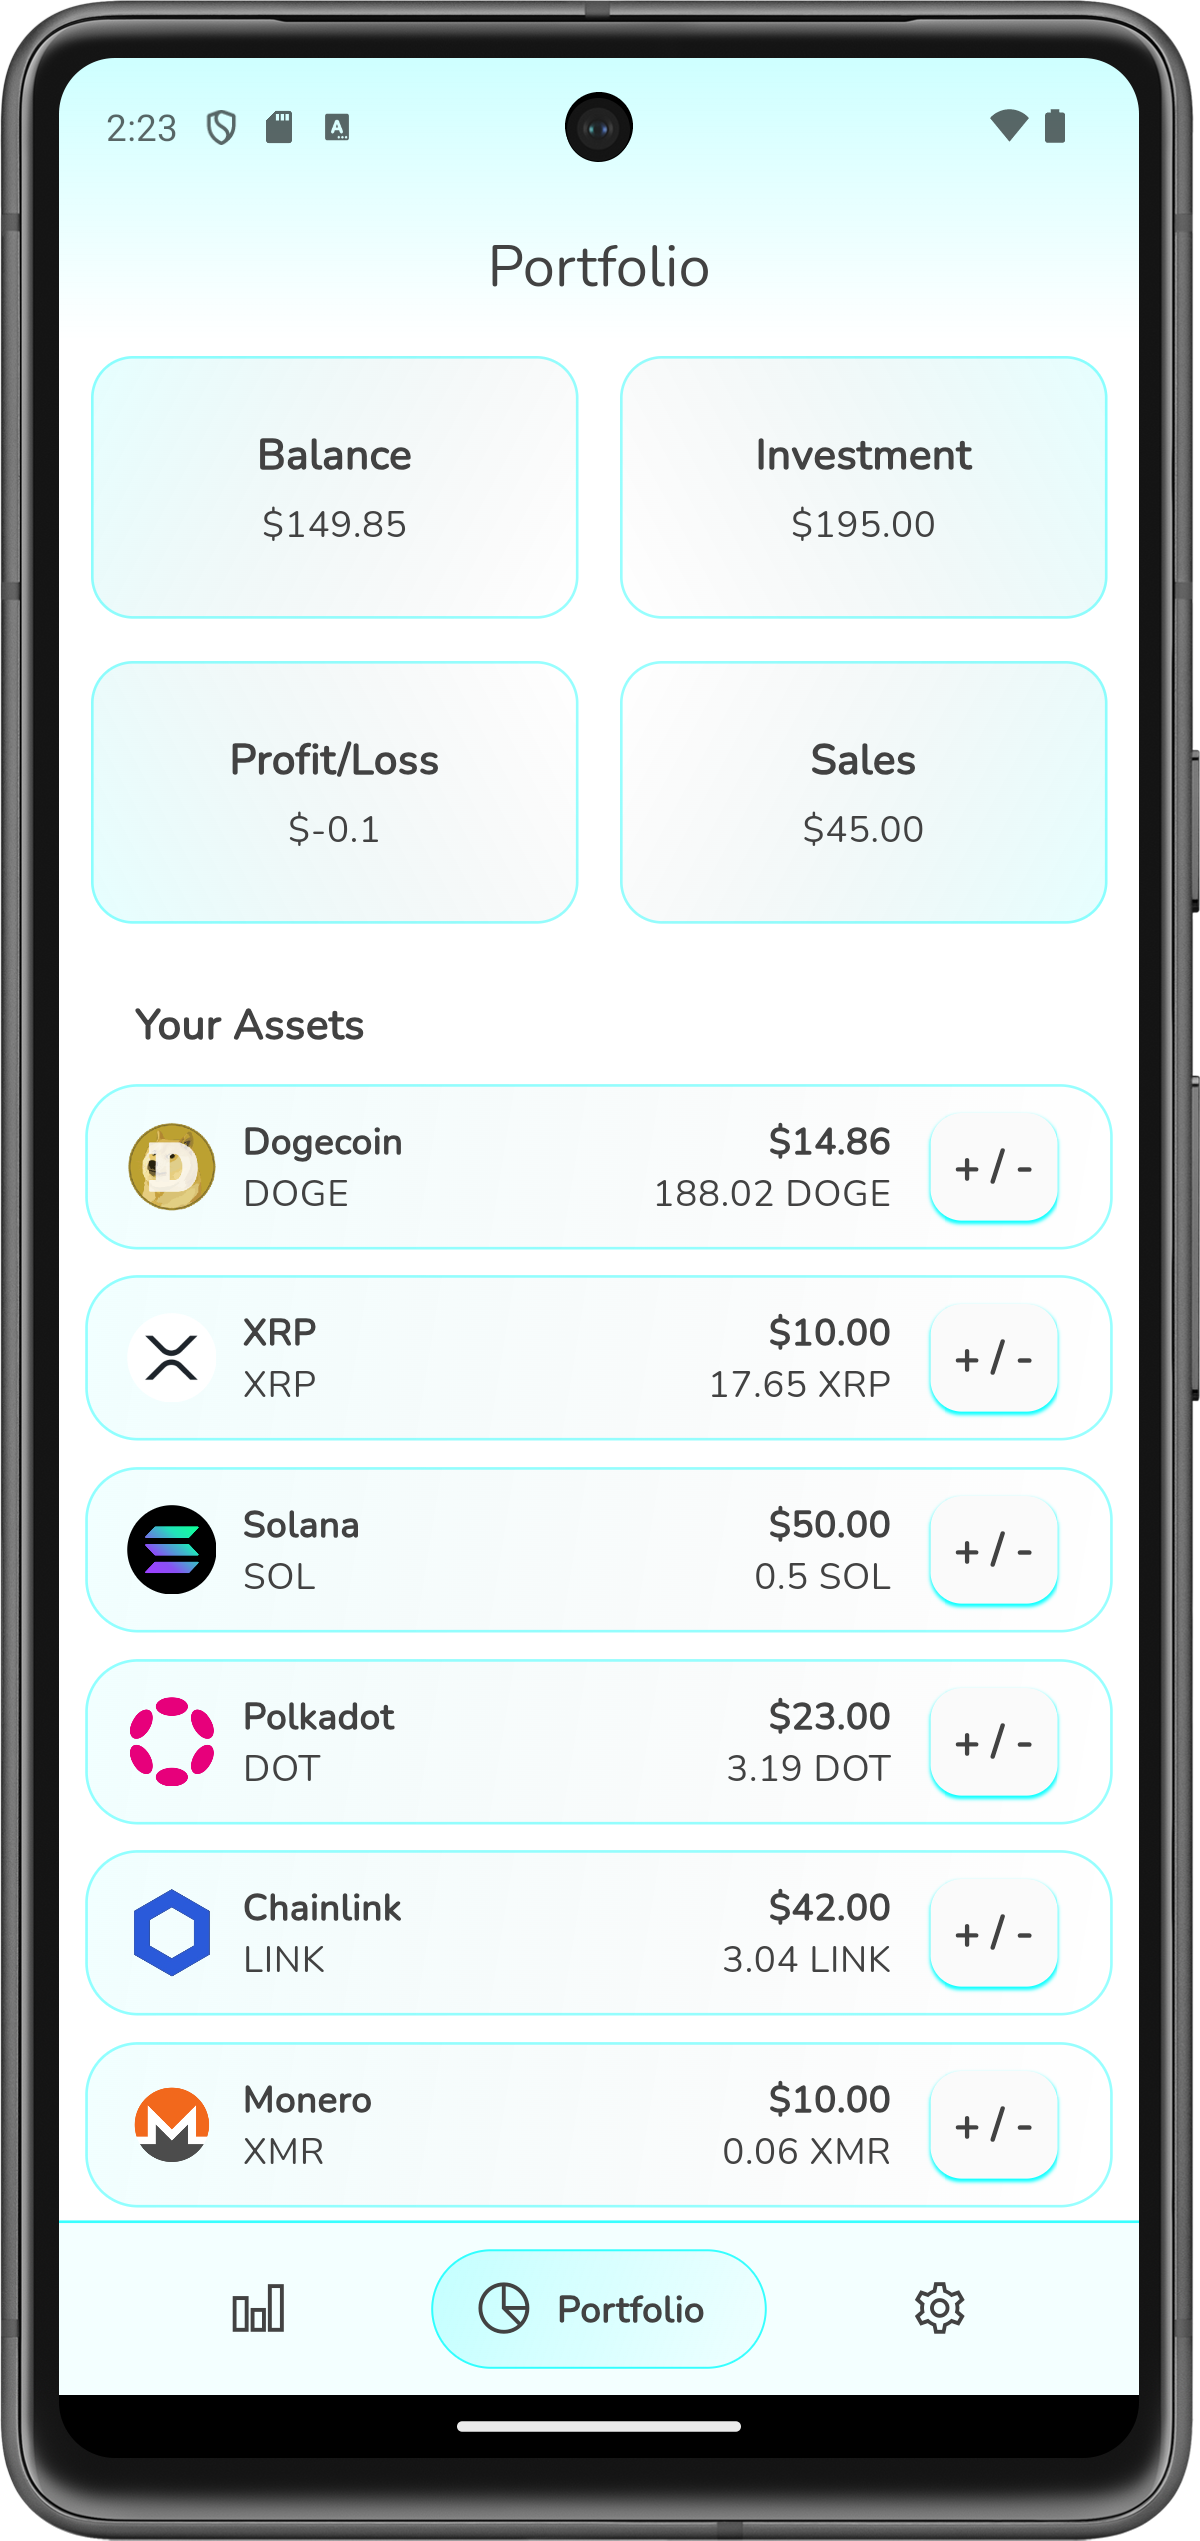 2:23
Portfolio
Balance
$149.85
Investment
$195.00
Profit/Loss
$-0.1
Sales
$45.00
Your Assets
Dogecoin
DOGE
$14.86
188.02 DOGE
+ / -
XRP
XRP
$10.00
17.65 XRP
+ / -
Solana
SOL
$50.00
0.5 SOL
+ / -
Polkadot
DOT
$23.00
3.19 DOT
+ / -
Chainlink
LINK
$42.00
3.04 LINK
+ / -
Monero
XMR
$10.00
0.06 XMR
+ / -
Portfolio